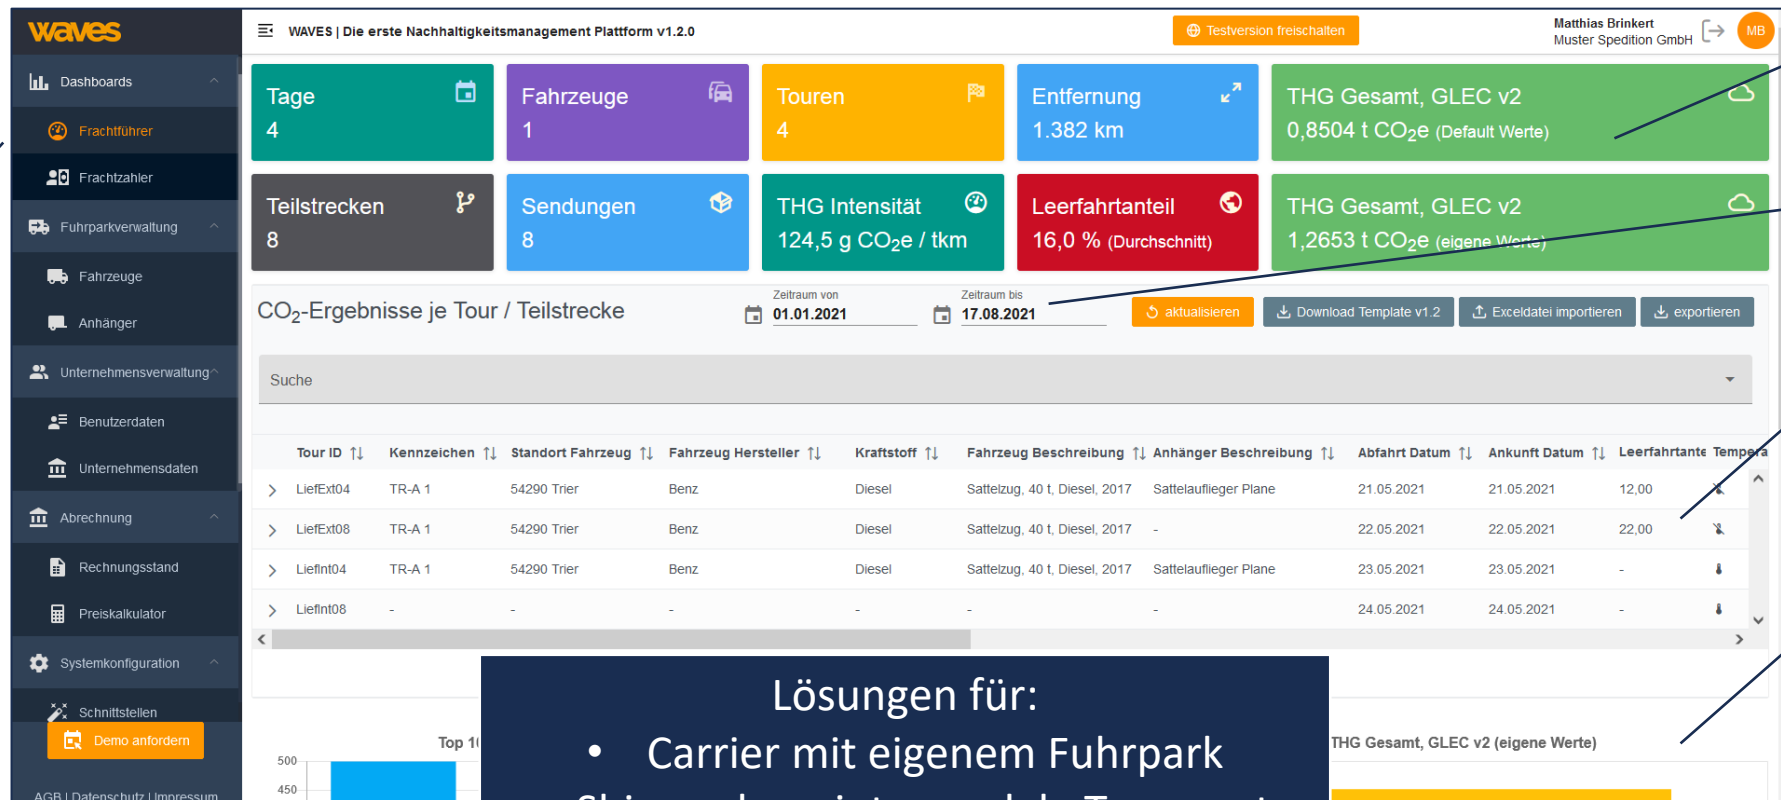 waves
WAVES | Die erste Nachhaltigkeitsmanagement Plattform v1.2.0
Testversion freischalten
Matthias Brinkert
Muster Spedition GmbH
MB
Dashboards
Frachtführer
Frachtzahler
Fuhrparkverwaltung
Fahrzeuge
Anhänger
Unternehmensverwaltung
Benutzerdaten
Unternehmensdaten
Abrechnung
Rechnungsstand
Preiskalkulator
Systemkonfiguration
Schnittstellen
Demo anfordern
AGB | Datenschutz | Impressum
Tage
4
Fahrzeuge
1
Touren
4
Entfernung
1.382 km
THG Gesamt, GLEC v2
0,8504 t CO2e (Default Werte)
Teilstrecken
8
Sendungen
8
THG Intensität
124,5 g CO2e / tkm
Leerfahrtanteil
16,0 % (Durchschnitt)
THG Gesamt, GLEC v2
1,2653 t CO2e (eigene Werte)
CO2-Ergebnisse je Tour / Teilstrecke
Zeitraum von
01.01.2021
Zeitraum bis
17.08.2021
aktualisieren
Download Template v1.2
Exceldatei importieren
exportieren
Suche
Tour ID Kennzeichen Standort Fahrzeug Fahrzeug Hersteller Kraftstoff Fahrzeug Beschreibung Anhänger Beschreibung Abfahrt Datum Ankunft Datum Leerfahrtante Tempera
LiefExt04 TR-A 1 54290 Trier Benz Diesel Sattelzug, 40 t, Diesel, 2017 Sattelauflieger Plane 21.05.2021 21.05.2021 12,00
LiefExt08 TR-A 1 54290 Trier Benz Diesel Sattelzug, 40 t, Diesel, 2017 - 22.05.2021 22.05.2021 22,00
LiefInt04 TR-A 1 54290 Trier Benz Diesel Sattelzug, 40 t, Diesel, 2017 Sattelauflieger Plane 23.05.2021 23.05.2021 -
LiefInt08 - - - - - - 24.05.2021 24.05.2021 -
Lösungen für:
• Carrier mit eigenem Fuhrpark
Top 1
500
450
THG Gesamt, GLEC v2 (eigene Werte)